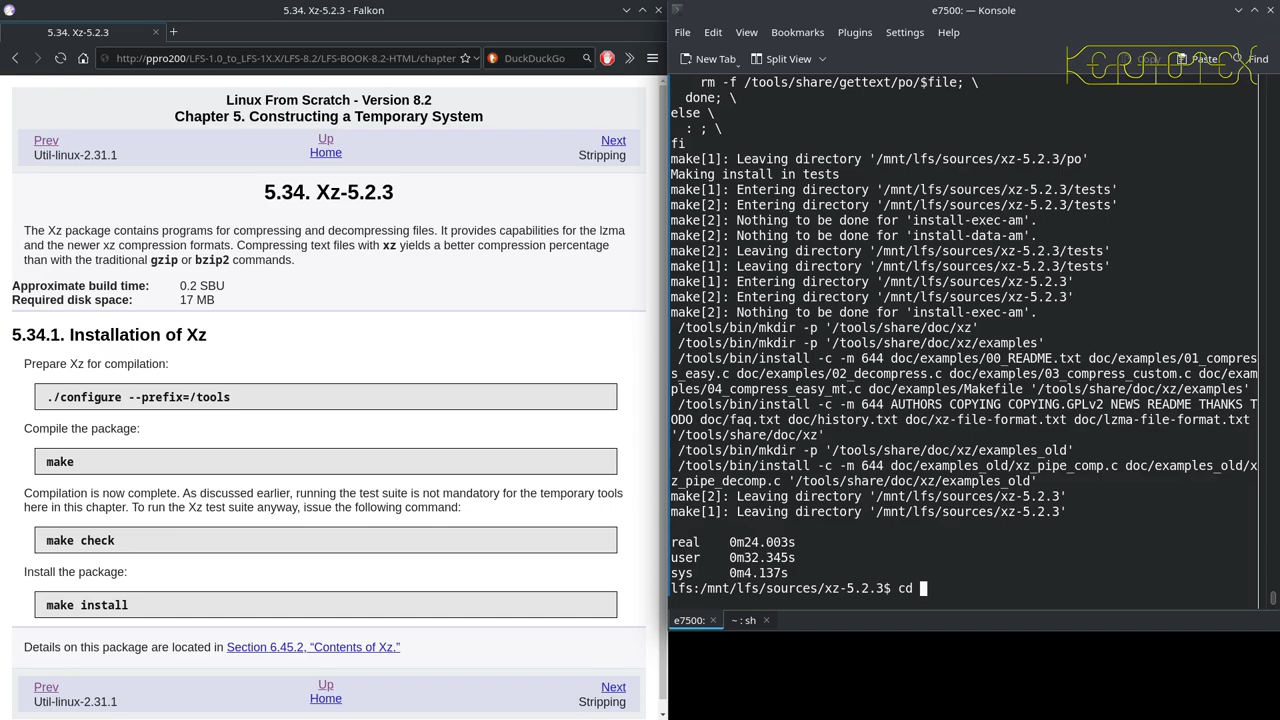 5.34. Xz-5.2.3 - Falkon
5.34. Xz-5.2.3
http://ppro200/LFS-1.0_to_LFS-1X.X/LFS-8.2/LFS-BOOK-8.2-HTML/chapter
DuckDuckGo
Linux From Scratch - Version 8.2
Chapter 5. Constructing a Temporary System
Prev
Up
Next
Util-linux-2.31.1
Home
Stripping
5.34. Xz-5.2.3
The Xz package contains programs for compressing and decompressing files. It provides capabilities for the lzma
and the newer xz compression formats. Compressing text files with xz yields a better compression percentage
than with the traditional gzip or bzip2 commands.
Approximate build time: 0.2 SBU
Required disk space: 17 MB
5.34.1. Installation of Xz
Prepare Xz for compilation:
./configure --prefix=/tools
Compile the package:
make
Compilation is now complete. As discussed earlier, running the test suite is not mandatory for the temporary tools
here in this chapter. To run the Xz test suite anyway, issue the following command:
make check
Install the package:
make install
Details on this package are located in Section 6.45.2, “Contents of Xz.”
Prev
Up
Next
Util-linux-2.31.1
Home
Stripping
e7500: — Konsole
File Edit View Bookmarks Plugins Settings Help
New Tab Split View Copy Paste Find
rm -f /tools/share/gettext/po/$file; \
done; \
else \
: ; \
fi
make[1]: Leaving directory '/mnt/lfs/sources/xz-5.2.3/po'
Making install in tests
make[1]: Entering directory '/mnt/lfs/sources/xz-5.2.3/tests'
make[2]: Entering directory '/mnt/lfs/sources/xz-5.2.3/tests'
make[2]: Nothing to be done for 'install-exec-am'.
make[2]: Nothing to be done for 'install-data-am'.
make[2]: Leaving directory '/mnt/lfs/sources/xz-5.2.3/tests'
make[1]: Leaving directory '/mnt/lfs/sources/xz-5.2.3/tests'
make[1]: Entering directory '/mnt/lfs/sources/xz-5.2.3'
make[2]: Entering directory '/mnt/lfs/sources/xz-5.2.3'
make[2]: Nothing to be done for 'install-exec-am'.
/tools/bin/mkdir -p '/tools/share/doc/xz'
/tools/bin/mkdir -p '/tools/share/doc/xz/examples'
/tools/bin/install -c -m 644 doc/examples/00_README.txt doc/examples/01_compres
s_easy.c doc/examples/02_decompress.c doc/examples/03_compress_custom.c doc/exam
ples/04_compress_easy_mt.c doc/examples/Makefile '/tools/share/doc/xz/examples'
/tools/bin/install -c -m 644 AUTHORS COPYING COPYING.GPLv2 NEWS README THANKS T
ODO doc/faq.txt doc/history.txt doc/xz-file-format.txt doc/lzma-file-format.txt
'/tools/share/doc/xz'
/tools/bin/mkdir -p '/tools/share/doc/xz/examples_old'
/tools/bin/install -c -m 644 doc/examples_old/xz_pipe_comp.c doc/examples_old/x
z_pipe_decomp.c '/tools/share/doc/xz/examples_old'
make[2]: Leaving directory '/mnt/lfs/sources/xz-5.2.3'
make[1]: Leaving directory '/mnt/lfs/sources/xz-5.2.3'
real 0m24.003s
user 0m32.345s
sys 0m4.137s
lfs:/mnt/lfs/sources/xz-5.2.3$ cd
e7500: ~ : sh